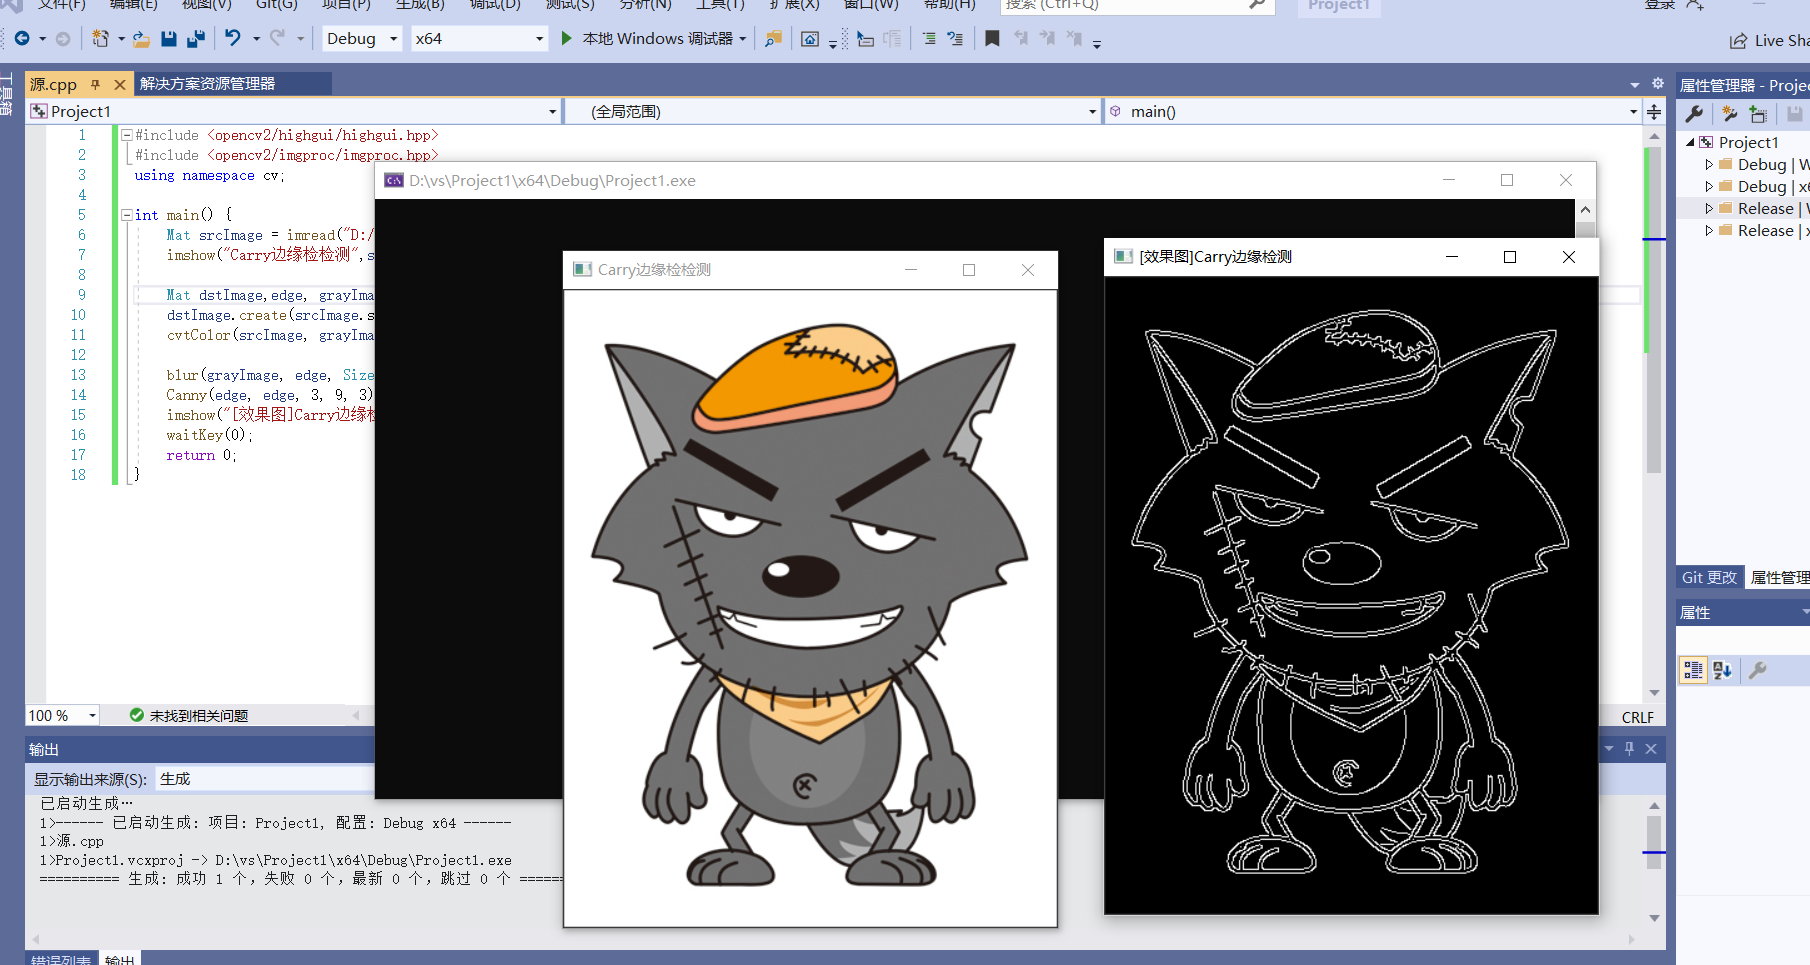 文件(F) 编辑(E) 视图(V) Git(G) 项目(P) 生成(B) 调试(D) 测试(S) 分析(N) 工具(T) 扩展(X) 窗口(W) 帮助(H) 搜索 (Ctrl+Q) Project1 登录
Debug x64 本地 Windows 调试器 Live Sha
工具箱
源.cpp 解决方案资源管理器
Project1 (全局范围) main()
1 #include <opencv2/highgui/highgui.hpp>
2 #include <opencv2/imgproc/imgproc.hpp>
3 using namespace cv;
4
5 int main() {
6 Mat srcImage = imread("D:/
7 imshow("Carry边缘检检测",s
8
9 Mat dstImage,edge, grayIma
10 dstImage.create(srcImage.s
11 cvtColor(srcImage, grayIma
12
13 blur(grayImage, edge, Size
14 Canny(edge, edge, 3, 9, 3)
15 imshow("[效果图]Carry边缘检
16 waitKey(0);
17 return 0;
18 }
D:\vs\Project1\x64\Debug\Project1.exe
Carry边缘检检测
[效果图]Carry边缘检测
100 % 未找到相关问题
CRLF
输出
显示输出来源(S): 生成
已启动生成…
1>------ 已启动生成: 项目: Project1, 配置: Debug x64 ------
1>源.cpp
1>Project1.vcxproj -> D:\vs\Project1\x64\Debug\Project1.exe
========== 生成: 成功 1 个，失败 0 个，最新 0 个，跳过 0 个 ======
错误列表 输出
属性管理器 - Projec
Project1
Debug | W
Debug | x6
Release | W
Release | x
Git 更改 属性管理
属性